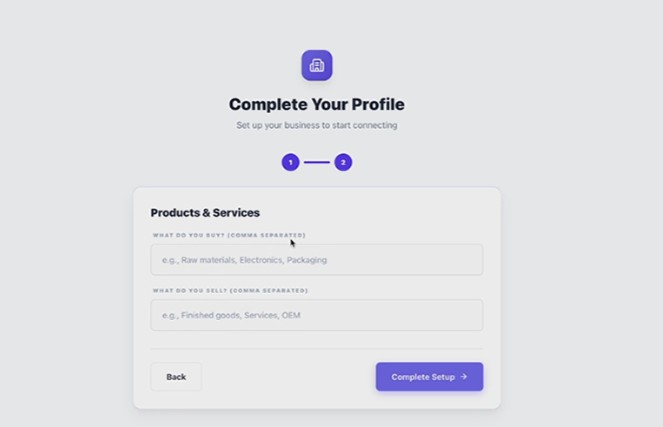 Complete Your Profile
Set up your business to start connecting
1 2
Products & Services
WHAT DO YOU BUY? (COMMA SEPARATED)
e.g., Raw materials, Electronics, Packaging
WHAT DO YOU SELL? (COMMA SEPARATED)
e.g., Finished goods, Services, OEM
Back Complete Setup →